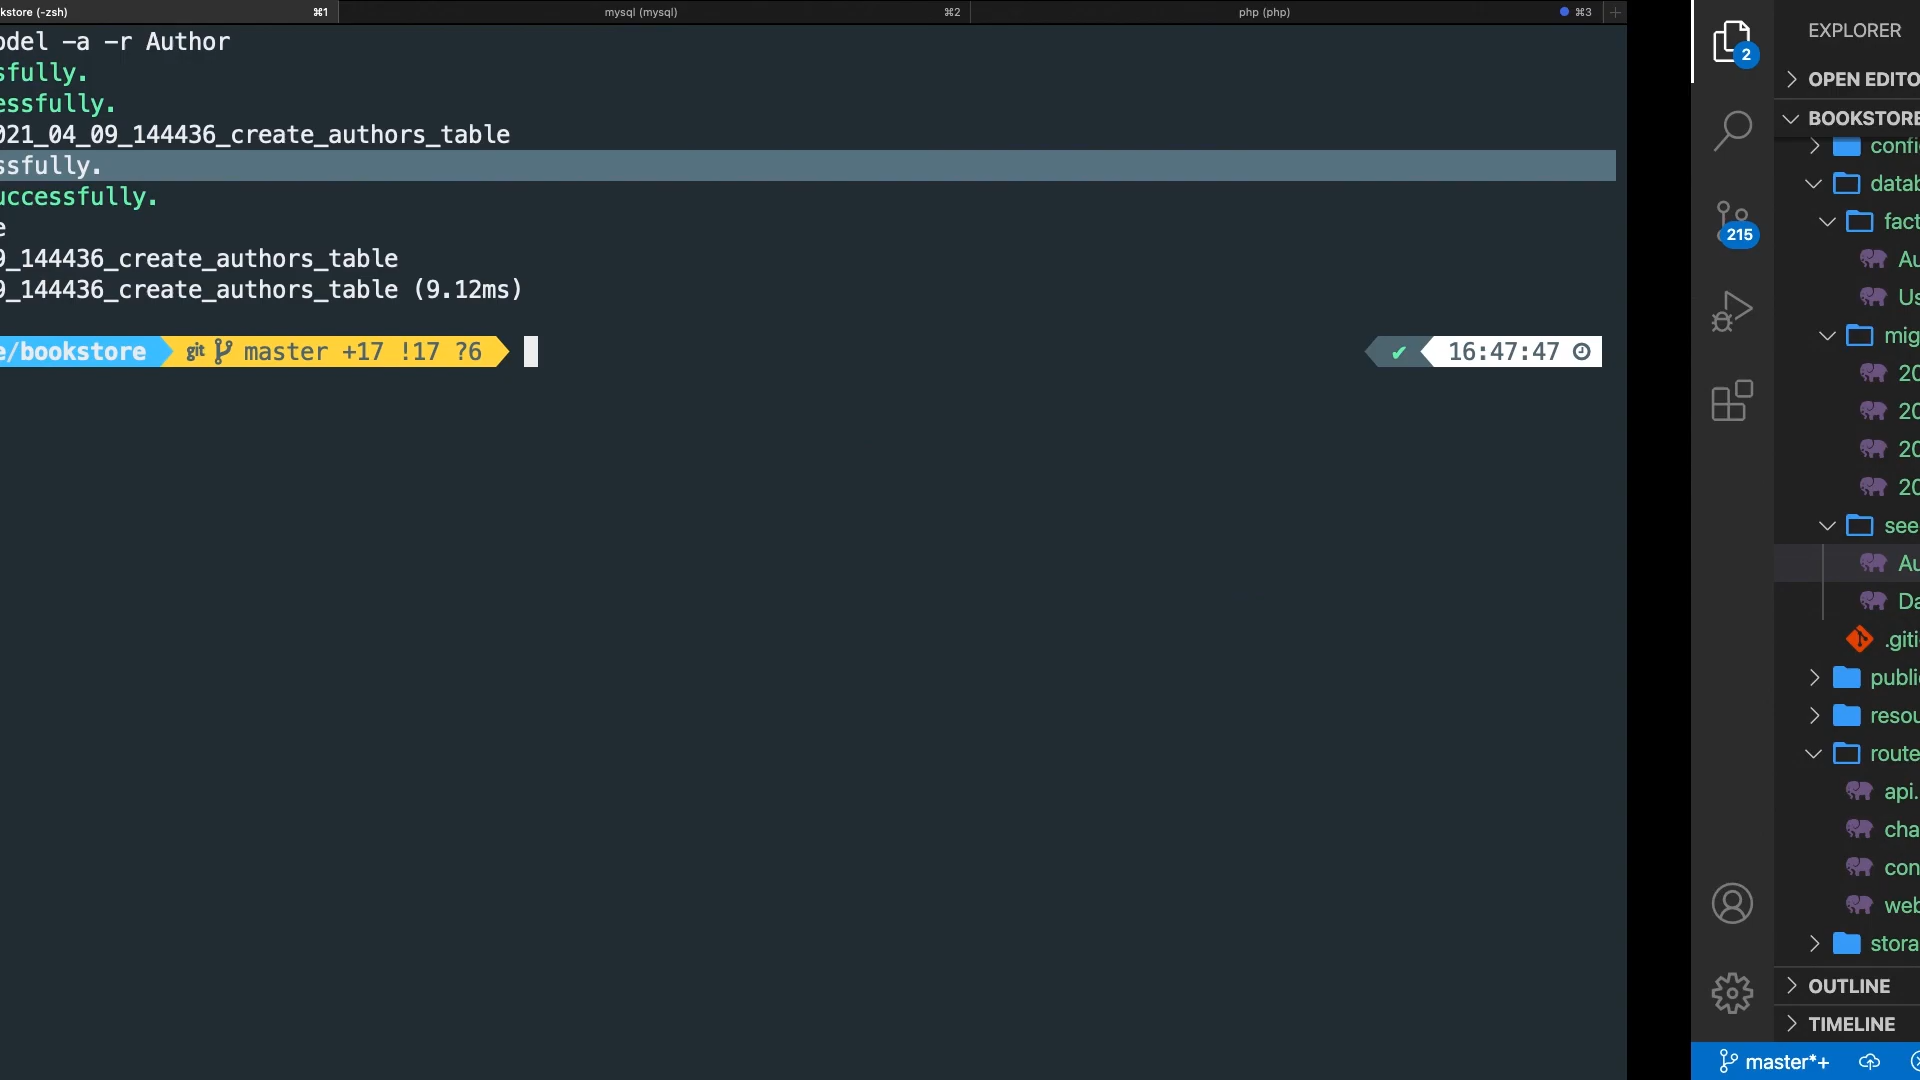 kstore (-zsh)
⌘1
mysql (mysql)
⌘2
php (php)
⌘3
-a -r Author
sfully.
essfully.
021_04_09_144436_create_authors_table
ssfully.
uccessfully.
e
9_144436_create_authors_table
9_144436_create_authors_table (9.12ms)
e/bookstore git master +17 !17 ?6
✔ 16:47:47
2
215
EXPLORER
OPEN EDITO
BOOKSTORE
confi
datab
fact
Au
Us
mig
20
20
20
20
see
Au
Da
.giti
publi
resou
route
api.
cha
con
web
stora
OUTLINE
TIMELINE
master*+